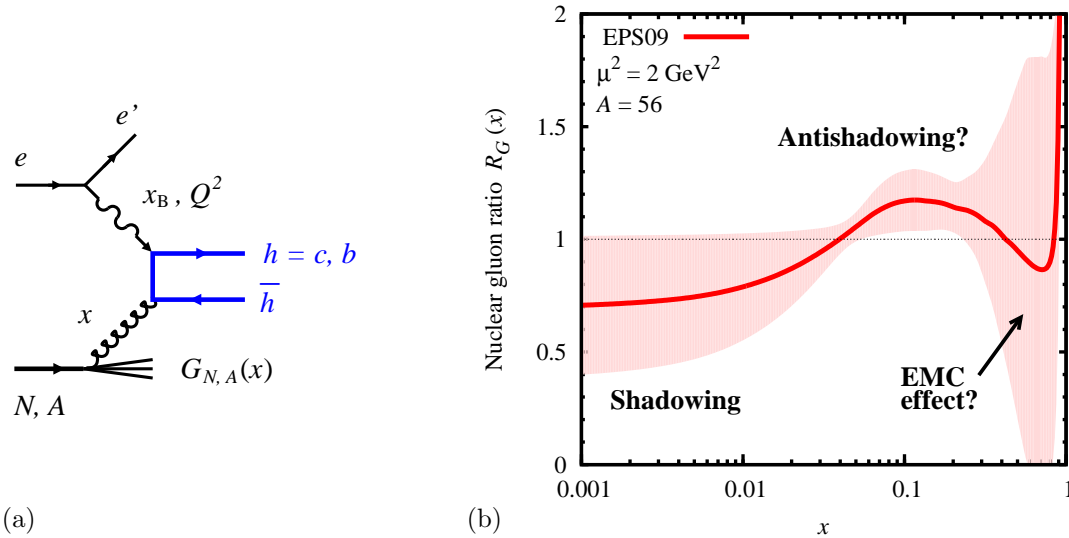 e'
e
x_B , Q^2
h = c, b
h̅
x
G_{N, A}(x)
N, A
(a)
Nuclear gluon ratio R_G(x)
2
1.5
1
0.5
0
EPS09
μ^2 = 2 GeV^2
A = 56
Antishadowing?
Shadowing
EMC
effect?
0.001
0.01
0.1
1
x
(b)